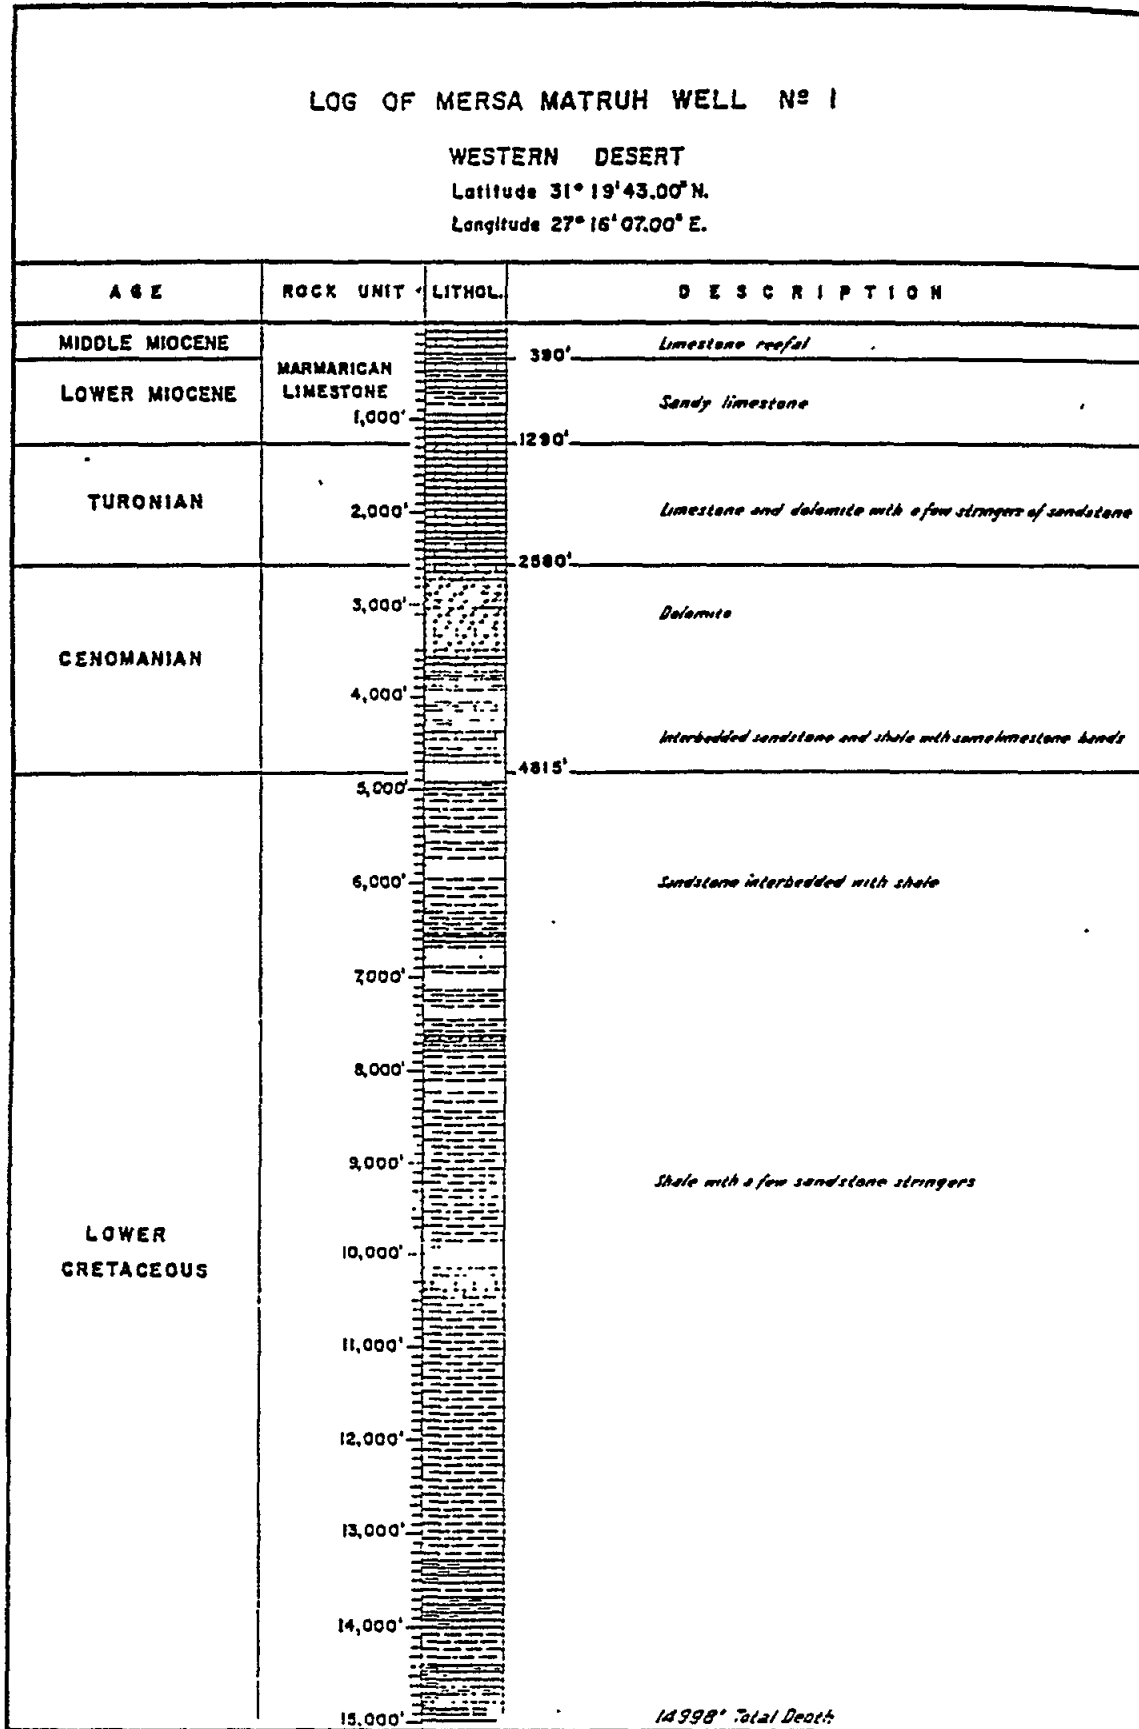 LOG OF MERSA MATRUH WELL Nº 1
WESTERN DESERT
Latitude 31° 19' 43.00" N.
Longitude 27° 16' 07.00" E.
AGE ROCK UNIT LITHOL. DESCRIPTION
MIDDLE MIOCENE Limestone reefal
390'
MARMARICAN
LIMESTONE
LOWER MIOCENE Sandy limestone
1,000'
1290'
TURONIAN 2,000' Limestone and dolomite with a few stringers of sandstone
2580'
3,000' Dolomite
CENOMANIAN
4,000'
Interbedded sandstone and shale with some limestone bands
4815'
5,000'
6,000' Sandstone interbedded with shale
7,000'
8,000'
9,000' Shale with a few sandstone stringers
LOWER
CRETACEOUS
10,000'
11,000'
12,000'
13,000'
14,000'
15,000' 14998' Total Depth